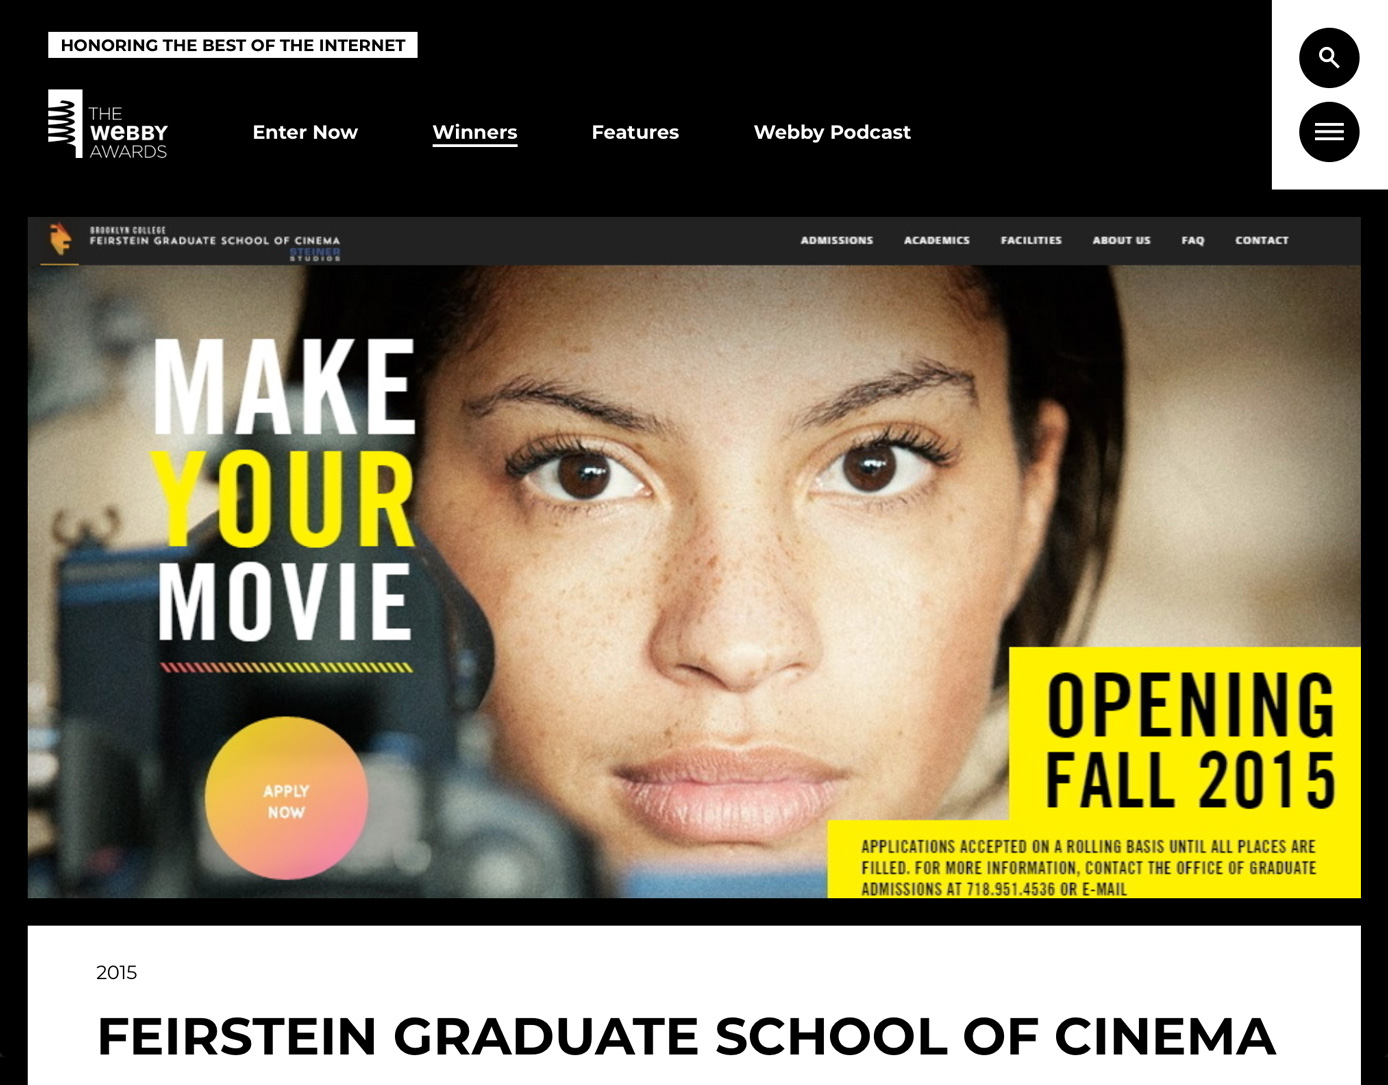 HONORING THE BEST OF THE INTERNET
THE
WEBBY
AWARDS
Enter Now
Winners
Features
Webby Podcast
BROOKLYN COLLEGE
FEIRSTEIN GRADUATE SCHOOL OF CINEMA
STEINER
STUDIOS
ADMISSIONS
ACADEMICS
FACILITIES
ABOUT US
FAQ
CONTACT
MAKE
YOUR
MOVIE
APPLY
NOW
OPENING
FALL 2015
APPLICATIONS ACCEPTED ON A ROLLING BASIS UNTIL ALL PLACES ARE
FILLED. FOR MORE INFORMATION, CONTACT THE OFFICE OF GRADUATE
ADMISSIONS AT 718.951.4536 OR E-MAIL
2015
FEIRSTEIN GRADUATE SCHOOL OF CINEMA